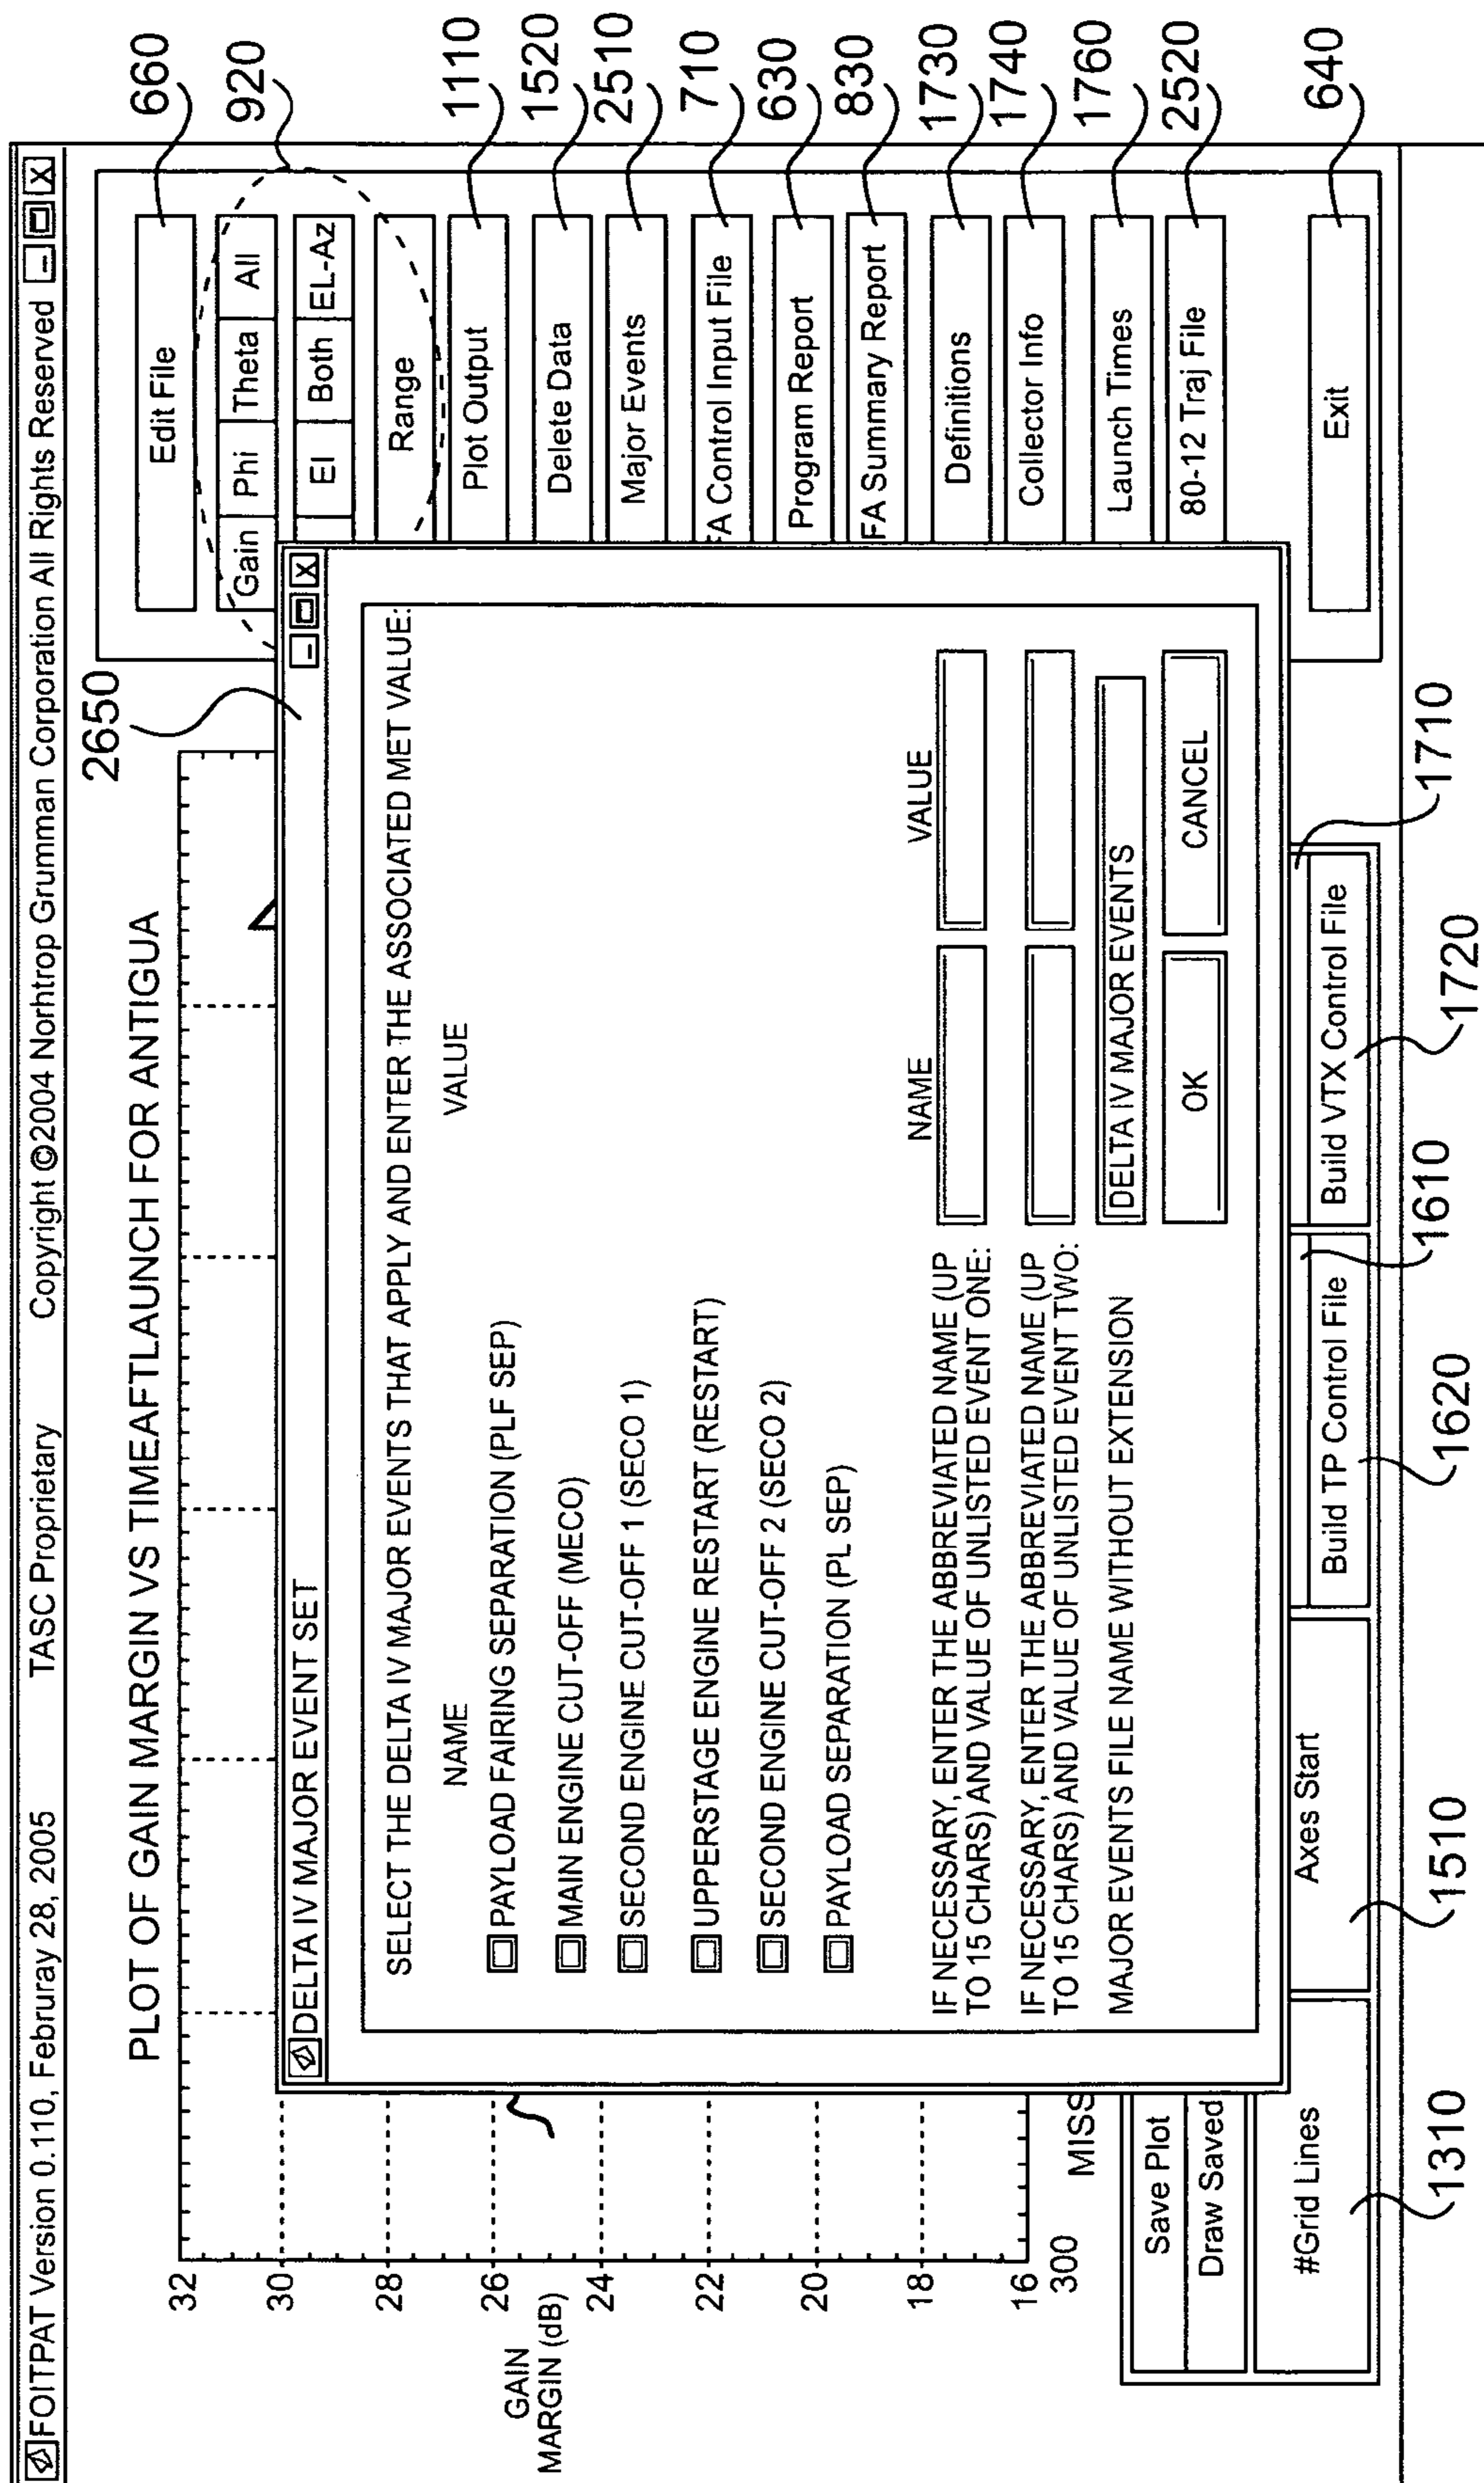 FOITPAT Version 0.110, Februray 28, 2005 TASC Proprietary Copyright ©2004 Norhtrop Grumman Corporation All Rights Reserved
PLOT OF GAIN MARGIN VS TIMEAFTLAUNCH FOR ANTIGUA
2650
32
30
28
26
24
22
20
18
16
GAIN
MARGIN (dB)
300
MISS
DELTA IV MAJOR EVENT SET
SELECT THE DELTA IV MAJOR EVENTS THAT APPLY AND ENTER THE ASSOCIATED MET VALUE:
NAME VALUE
PAYLOAD FAIRING SEPARATION (PLF SEP)
MAIN ENGINE CUT-OFF (MECO)
SECOND ENGINE CUT-OFF 1 (SECO 1)
UPPERSTAGE ENGINE RESTART (RESTART)
SECOND ENGINE CUT-OFF 2 (SECO 2)
PAYLOAD SEPARATION (PL SEP)
NAME VALUE
IF NECESSARY, ENTER THE ABBREVIATED NAME (UP
TO 15 CHARS) AND VALUE OF UNLISTED EVENT ONE:
IF NECESSARY, ENTER THE ABBREVIATED NAME (UP
TO 15 CHARS) AND VALUE OF UNLISTED EVENT TWO:
MAJOR EVENTS FILE NAME WITHOUT EXTENSION DELTA IV MAJOR EVENTS
OK CANCEL
Edit File 660
Gain Phi Theta All 920
El Both EL-Az
Range
Plot Output 1110
Delete Data 1520
Major Events 2510
FA Control Input File 710
Program Report 630
FA Summary Report 830
Definitions 1730
Collector Info 1740
Launch Times 1760
80-12 Traj File 2520
Exit 640
Save Plot
Draw Saved
#Grid Lines Axes Start Build TP Control File Build VTX Control File
1310 1510 1620 1610 1720 1710